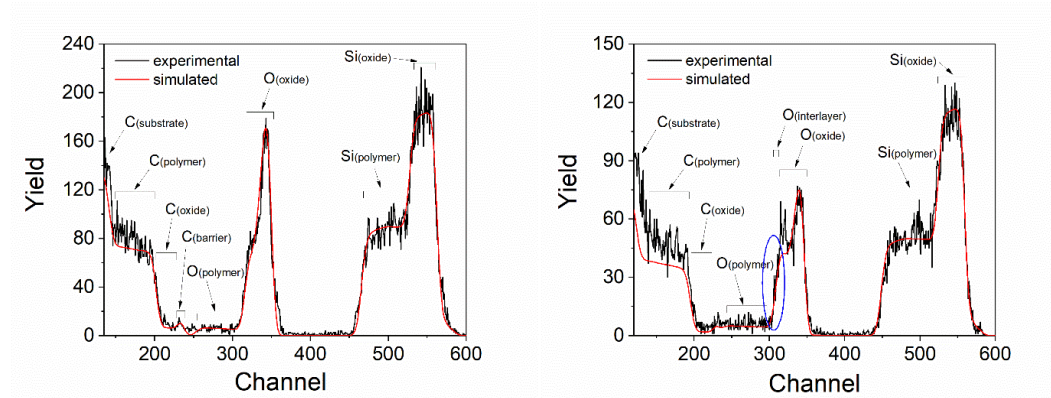 240
200
160
120
80
40
0
Yield
experimental
simulated
C(substrate)
C(polymer)
C(oxide)
C(barrier)
O(polymer)
O(oxide)
Si(polymer)
Si(oxide)
200 300 400 500 600
Channel
150
120
90
60
30
0
Yield
experimental
simulated
C(substrate)
C(polymer)
C(oxide)
O(polymer)
O(interlayer)
O(oxide)
Si(polymer)
Si(oxide)
200 300 400 500 600
Channel